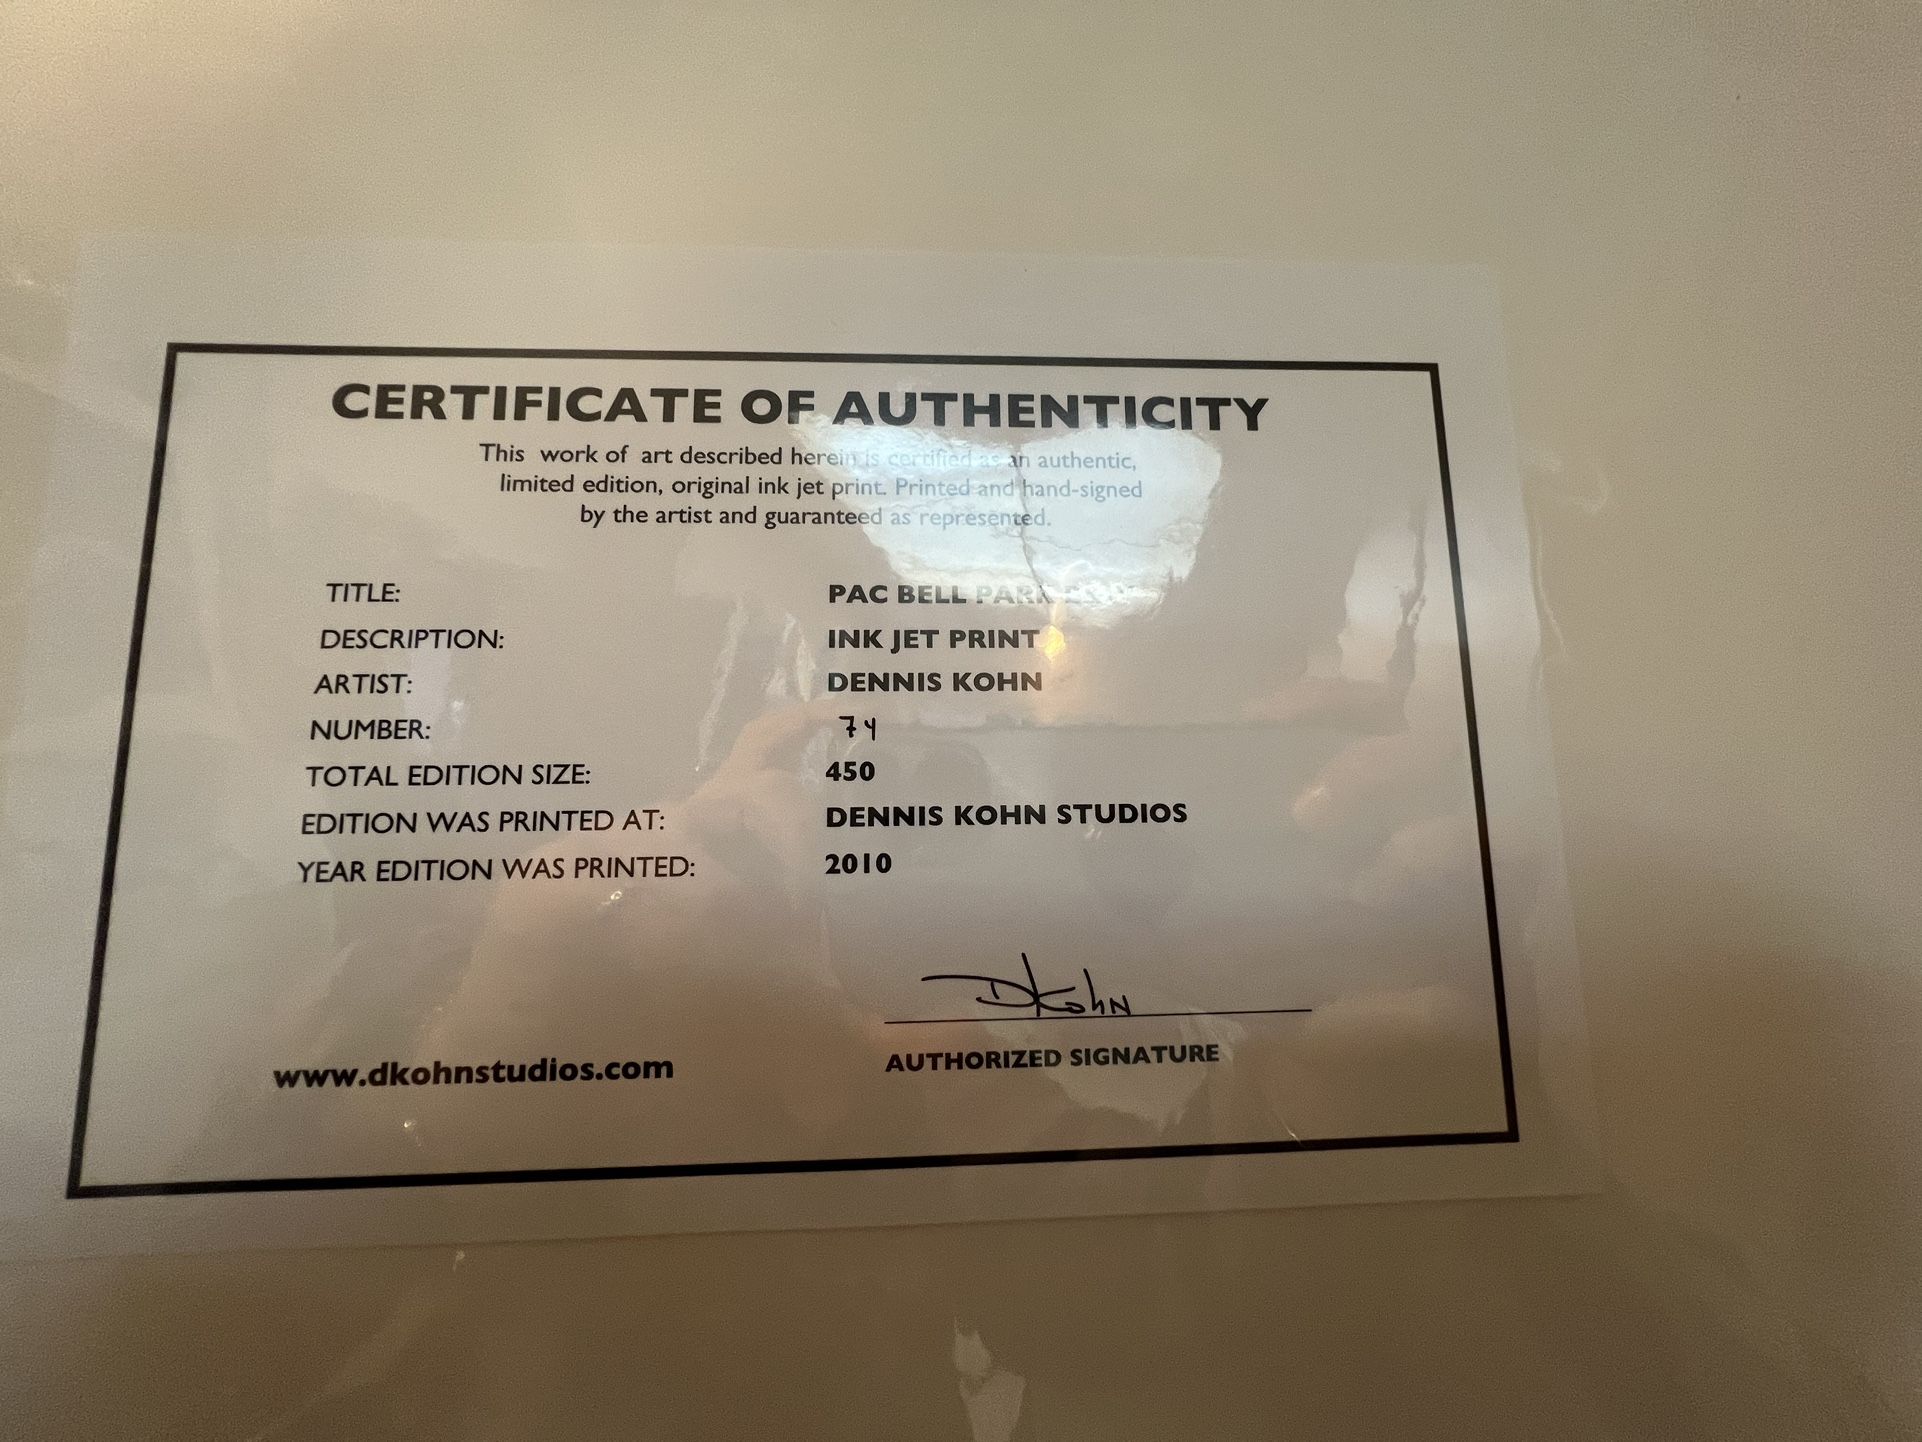 CERTIFICATE OF AUTHENTICITY
This work of art described herein is certified as an authentic,
limited edition, original ink jet print. Printed and hand-signed
by the artist and guaranteed as represented.
TITLE: PAC BELL PARK
DESCRIPTION: INK JET PRINT
ARTIST: DENNIS KOHN
NUMBER: 74
TOTAL EDITION SIZE: 450
EDITION WAS PRINTED AT: DENNIS KOHN STUDIOS
YEAR EDITION WAS PRINTED: 2010
DKohn
www.dkohnstudios.com AUTHORIZED SIGNATURE